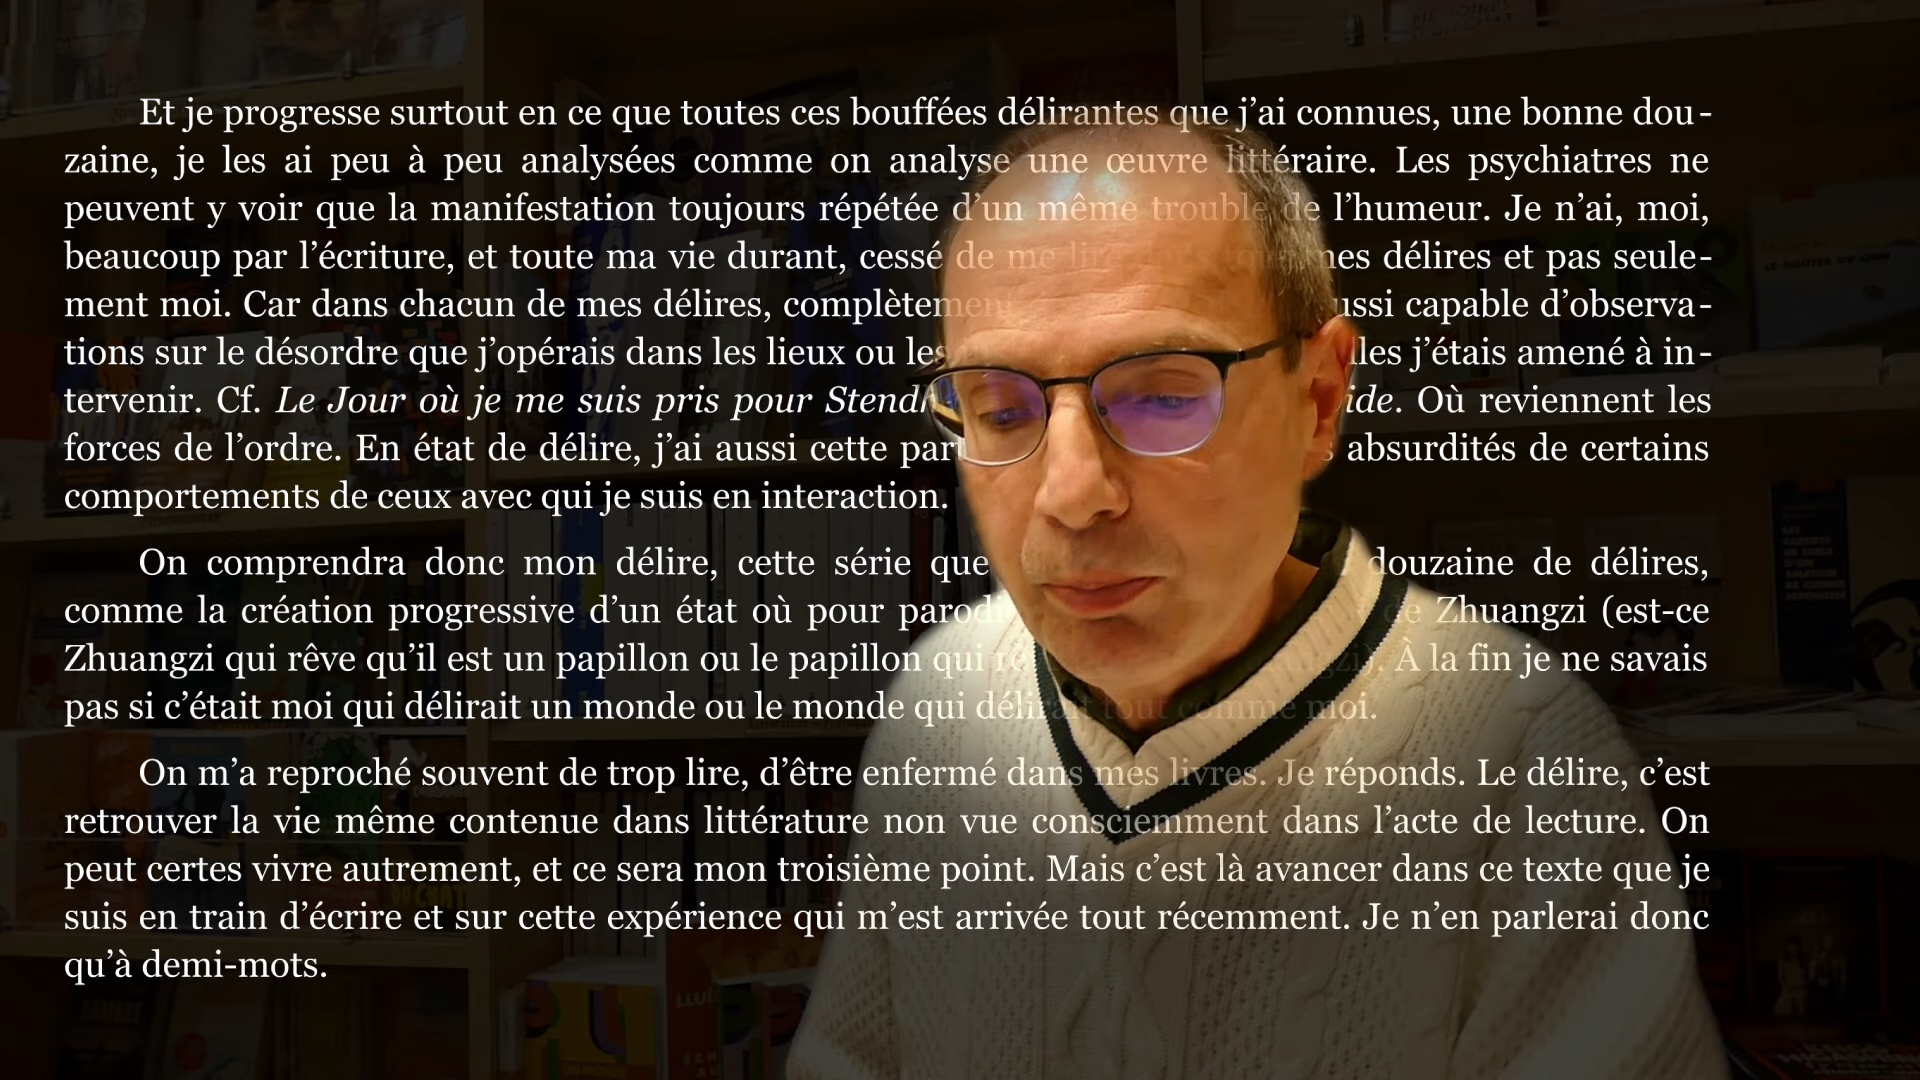 Et je progresse surtout en ce que toutes ces bouffées délirantes que j’ai connues, une bonne dou-
zaine, je les ai peu à peu analysées comme on analyse une œuvre littéraire. Les psychiatres ne
peuvent y voir que la manifestation toujours répétée d’un même trouble de l’humeur. Je n’ai, moi,
beaucoup par l’écriture, et toute ma vie durant, cessé de me lire mes délires et pas seule-
ment moi. Car dans chacun de mes délires, complètement aussi capable d’observa-
tions sur le désordre que j’opérais dans les lieux ou les j’étais amené à in-
tervenir. Cf. Le Jour où je me suis pris pour Stendhal Où reviennent les
forces de l’ordre. En état de délire, j’ai aussi cette absurdités de certains
comportements de ceux avec qui je suis en interaction.
On comprendra donc mon délire, cette série que douzaine de délires,
comme la création progressive d’un état où pour de Zhuangzi (est-ce
Zhuangzi qui rêve qu’il est un papillon ou le papillon qui À la fin je ne savais
pas si c’était moi qui délirait un monde ou le monde qui délirait tout comme moi.
On m’a reproché souvent de trop lire, d’être enfermé dans mes livres. Je réponds. Le délire, c’est
retrouver la vie même contenue dans littérature non vue consciemment dans l’acte de lecture. On
peut certes vivre autrement, et ce sera mon troisième point. Mais c’est là avancer dans ce texte que je
suis en train d’écrire et sur cette expérience qui m’est arrivée tout récemment. Je n’en parlerai donc
qu’à demi-mots.